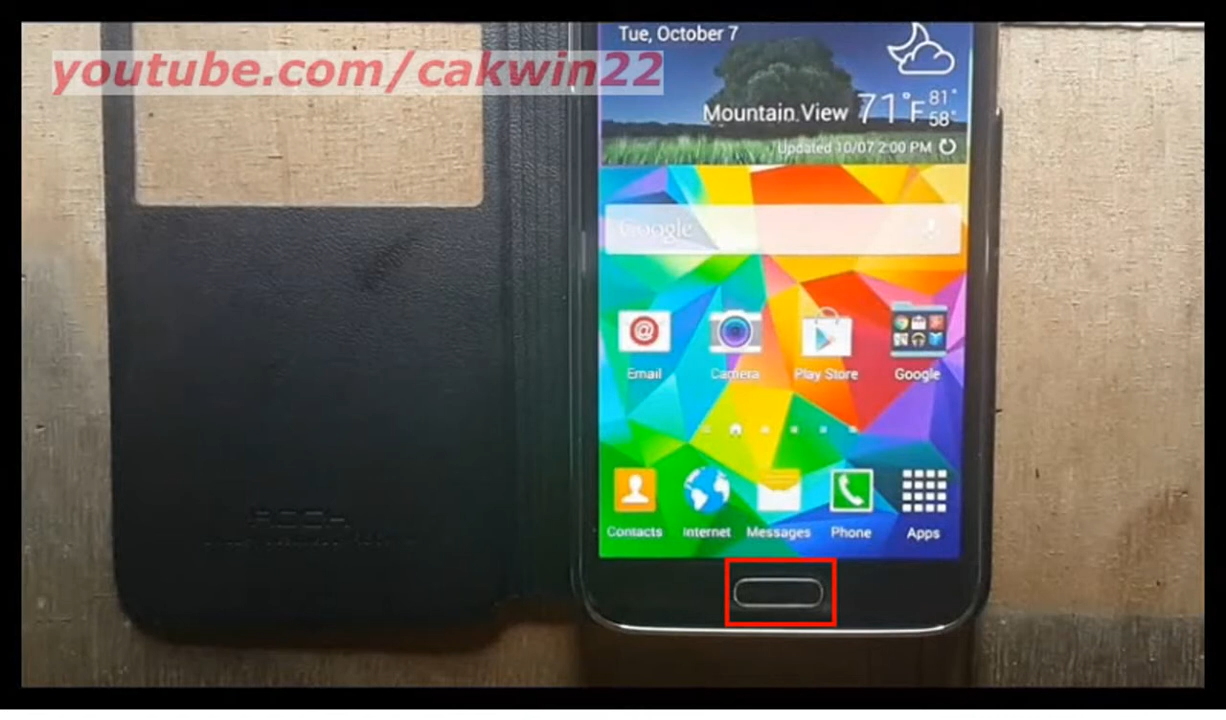 Tue, October 7
youtube.com/cakwin22
Mountain View 71°F 81° 58°
Updated 10/07 2:00 PM
Google
Email Camera Play Store Google
Contacts Internet Messages Phone Apps